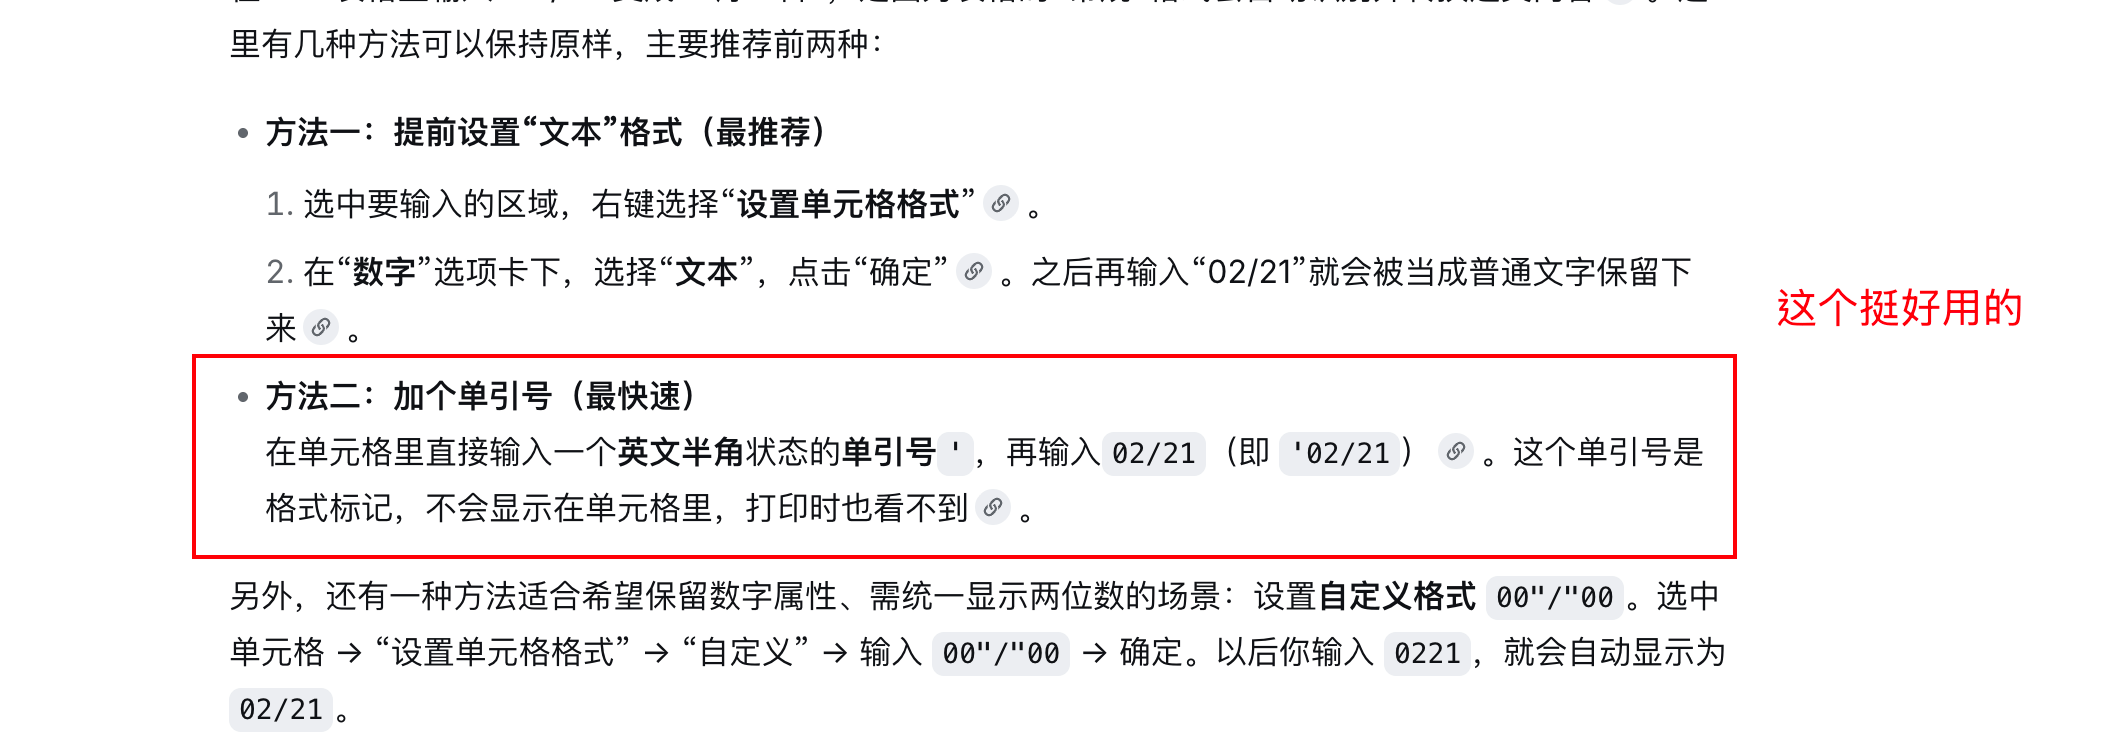 里有几种方法可以保持原样，主要推荐前两种：
• 方法一：提前设置“文本”格式（最推荐）
1. 选中要输入的区域，右键选择“设置单元格格式” 。
2. 在“数字”选项卡下，选择“文本”，点击“确定” 。之后再输入“02/21”就会被当成普通文字保留下
来 。
这个挺好用的
• 方法二：加个单引号（最快速）
在单元格里直接输入一个英文半角状态的单引号 ' ，再输入 02/21 （即 '02/21 ） 。这个单引号是
格式标记，不会显示在单元格里，打印时也看不到 。
另外，还有一种方法适合希望保留数字属性、需统一显示两位数的场景：设置自定义格式 00"/"00 。选中
单元格 → “设置单元格格式” → “自定义” → 输入 00"/"00 → 确定。以后你输入 0221 ，就会自动显示为
02/21 。